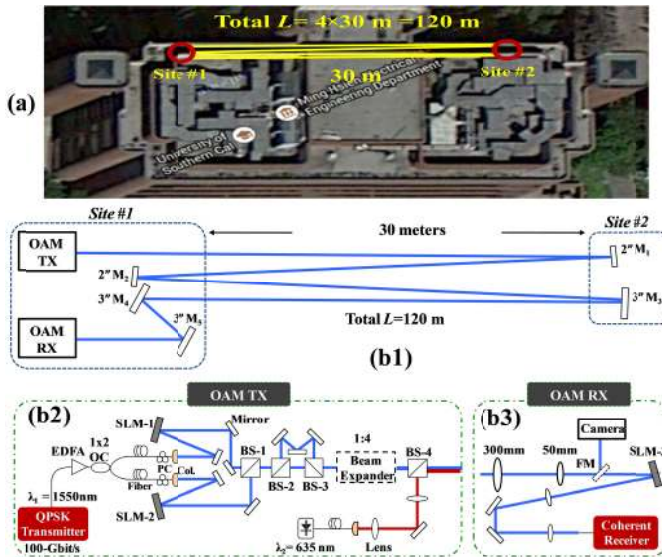 Total L= 4×30 m =120 m
Site #1
30 m
Site #2
(a)
Ming Hsieh Electrical
Engineering Department
University of
Southern Cal
Site #1
Site #2
OAM
TX
30 meters
2″ M₁
2″ M₂
3″ M₄
3″ M₃
3″ M₅
Total L=120 m
OAM
RX
(b1)
OAM TX
OAM RX
(b2)
SLM-1
Mirror
(b3)
Camera
1x2
OC
EDFA
BS-1
1:4
BS-4
300mm
50mm
SLM-3
PC
Col.
BS-2
BS-3
Beam
Expander
FM
Fiber
λ₁ = 1550nm
QPSK
Transmitter
SLM-2
100-Gbit/s
λ₂= 635 nm
Lens
Coherent
Receiver